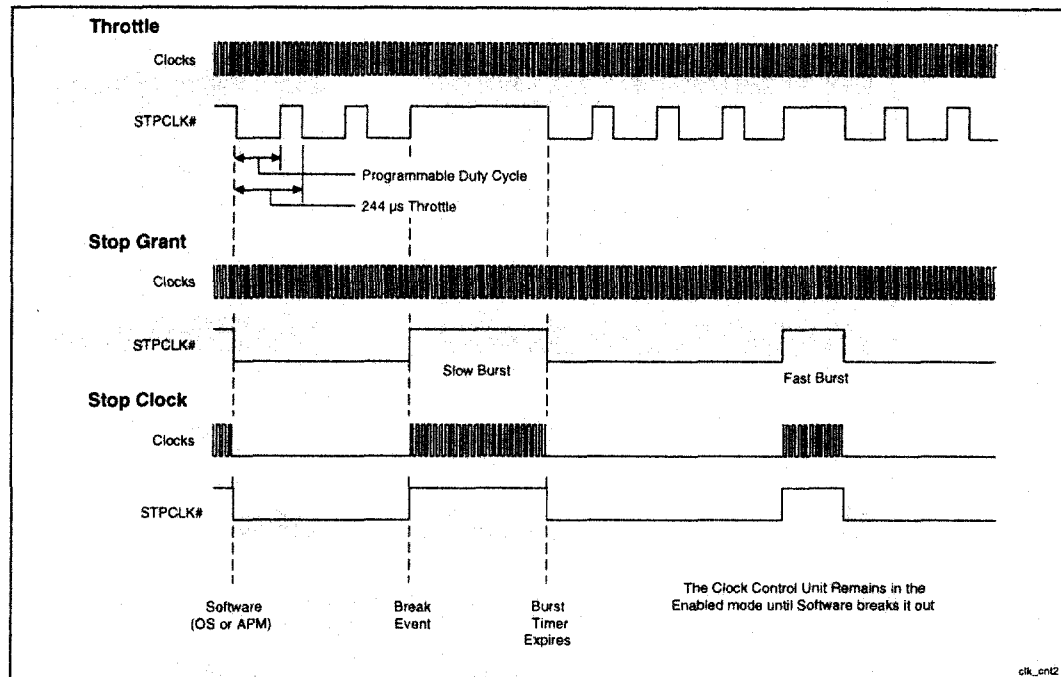 Throttle
Clocks
STPCLK#
Programmable Duty Cycle
244 µs Throttle
Stop Grant
Clocks
STPCLK#
Slow Burst
Fast Burst
Stop Clock
Clocks
STPCLK#
Software
(OS or APM)
Break
Event
Burst
Timer
Expires
The Clock Control Unit Remains in the
Enabled mode until Software breaks it out
clk_cnt2